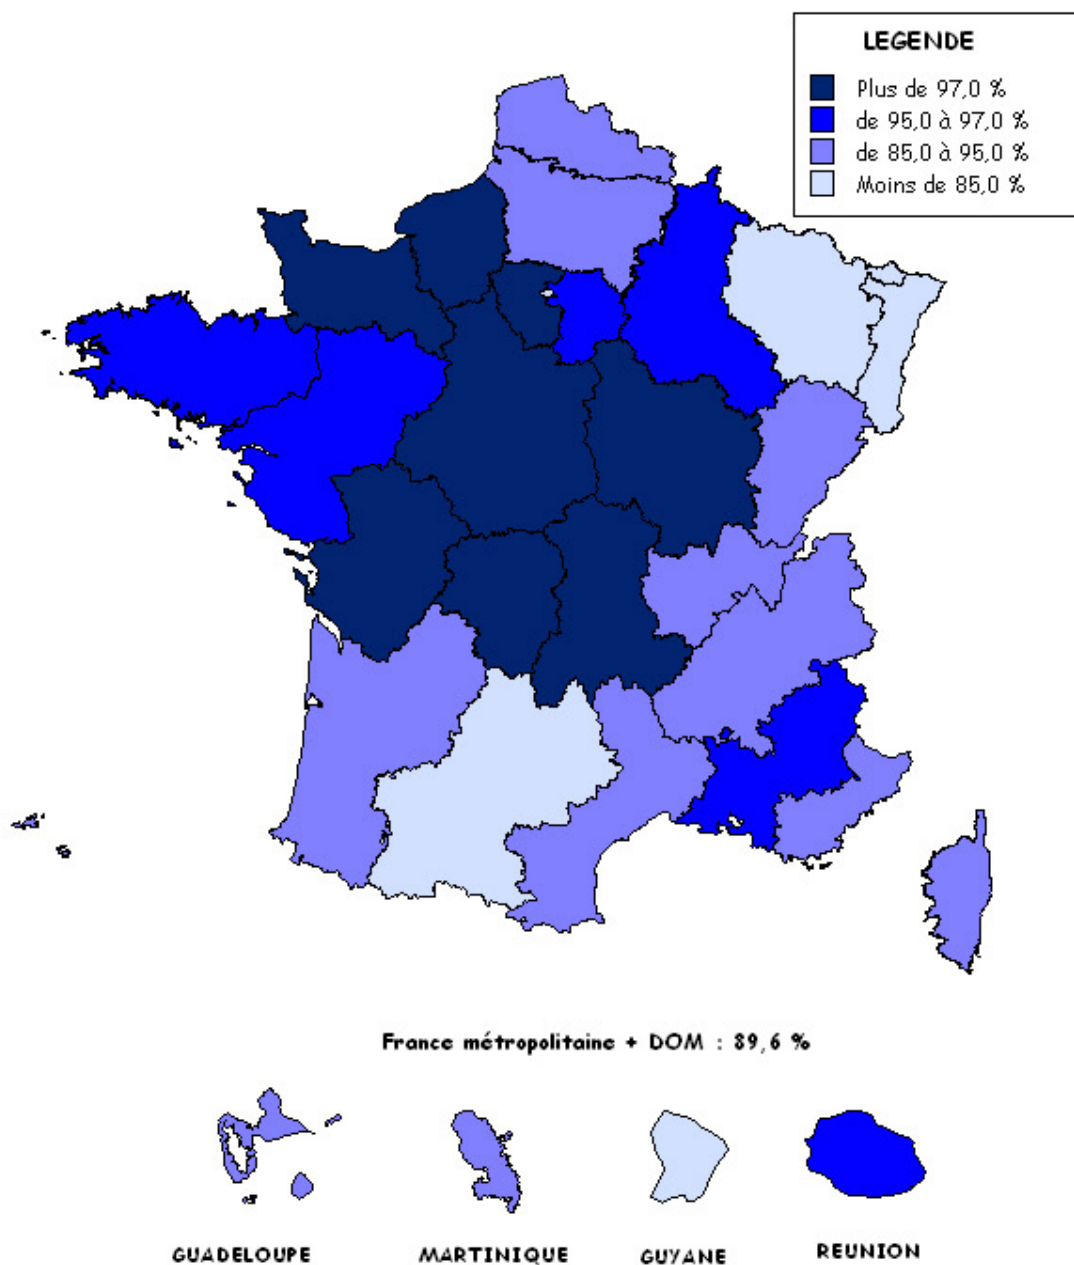 LEGENDE
Plus de 97,0 %
de 95,0 à 97,0 %
de 85,0 à 95,0 %
Moins de 85,0 %
France métropolitaine + DOM : 89,6 %
GUADELOUPE
MARTINIQUE
GUYANE
REUNION